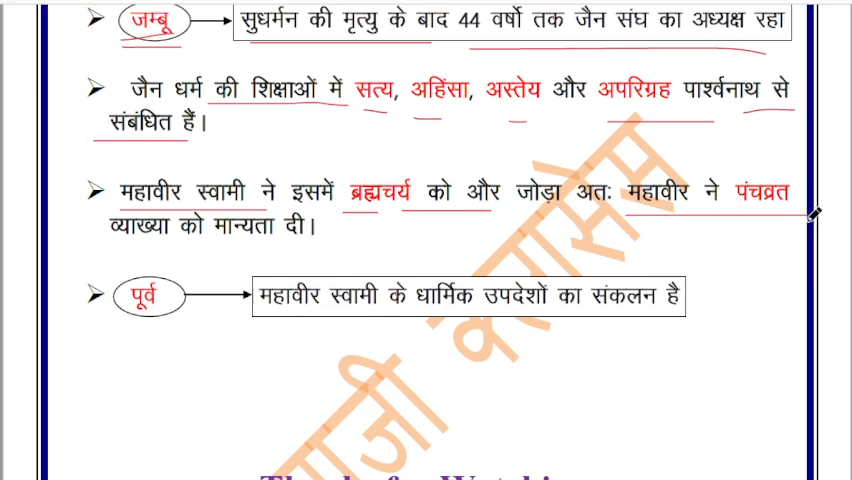 ➢ जम्बू → सुधर्मन की मृत्यु के बाद 44 वर्षो तक जैन संघ का अध्यक्ष रहा
➢ जैन धर्म की शिक्षाओं में सत्य, अहिंसा, अस्तेय और अपरिग्रह पार्श्वनाथ से
संबंधित हैं।
➢ महावीर स्वामी ने इसमें ब्रह्मचर्य को और जोड़ा अतः महावीर ने पंचव्रत
व्याख्या को मान्यता दी।
➢ पूर्व → महावीर स्वामी के धार्मिक उपदेशों का संकलन है